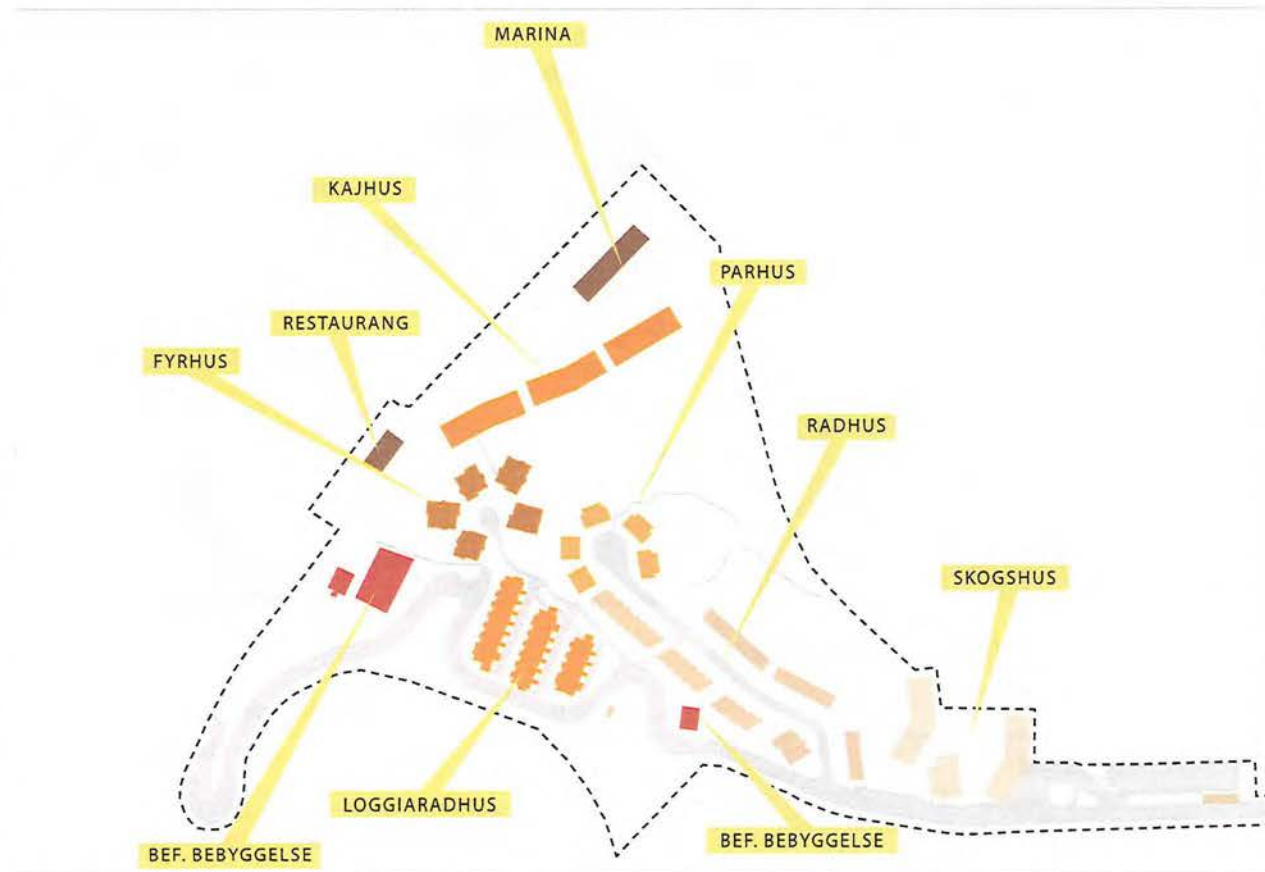 MARINA
KAJHUS
PARHUS
RESTAURANG
FYRHUS
RADHUS
SKOGSHUS
LOGGIARADHUS
BEF. BEBYGGELSE
BEF. BEBYGGELSE